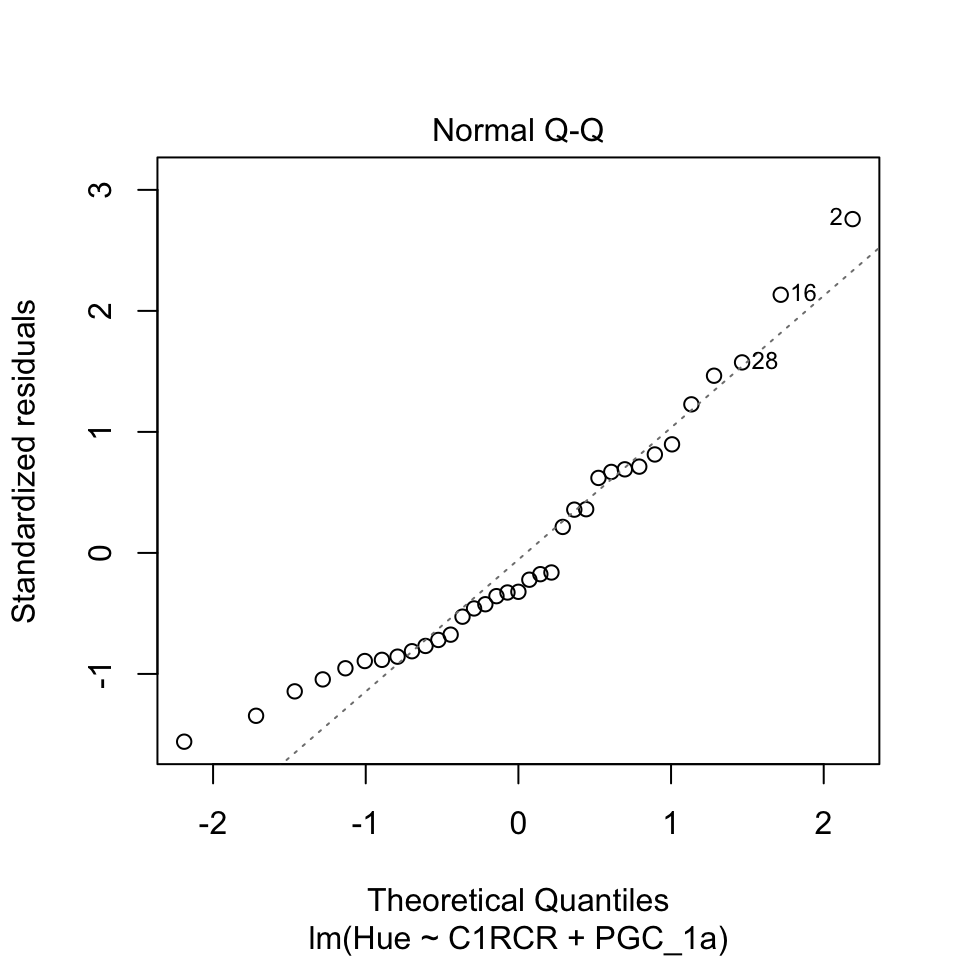 Normal Q-Q
Standardized residuals
3
2
1
0
-1
2
16
28
-2 -1 0 1 2
Theoretical Quantiles
lm(Hue ~ C1RCR + PGC_1a)